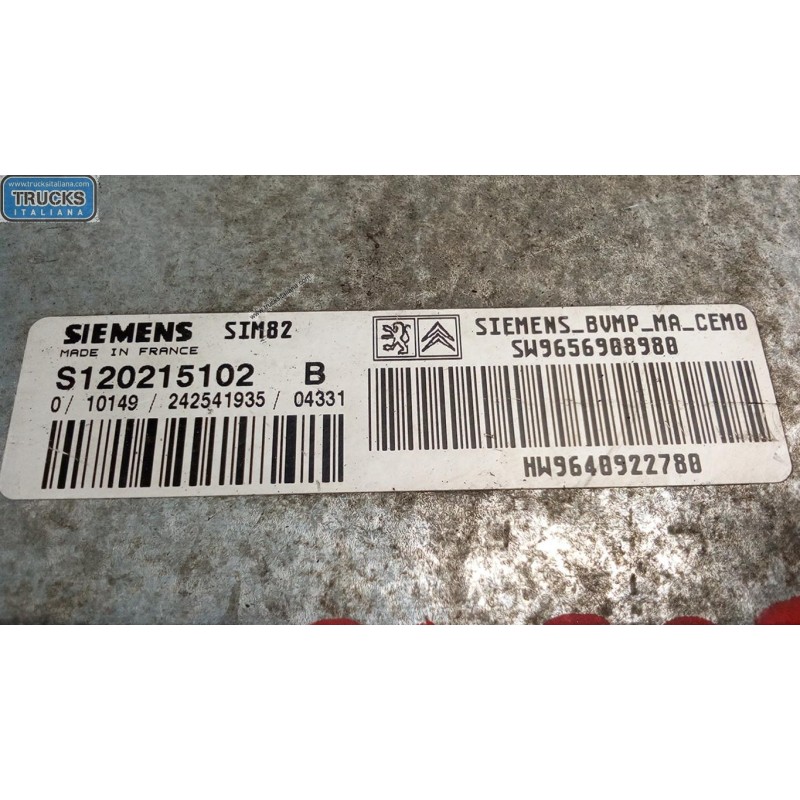 www.trucksitaliana.com
TRUCKS
ITALIANA
SIEMENS SIM82
MADE IN FRANCE
S120215102 B
0/ 10149 / 242541935 / 04331
SIEMENS_BVMP_MA_CEM0
SW9656908980
HW9640922780